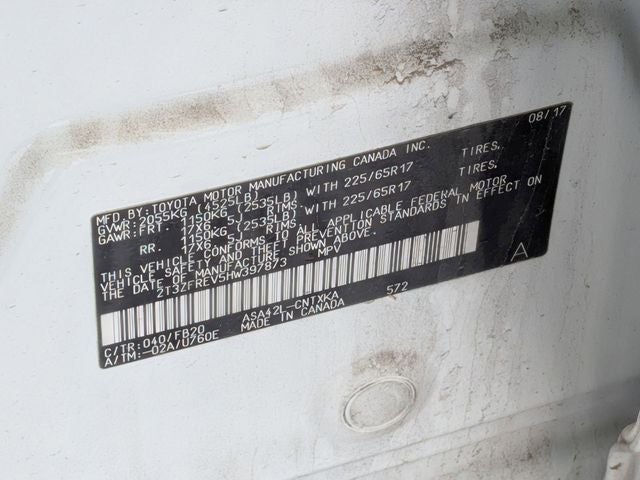 MFD.BY:TOYOTA MOTOR MANUFACTURING CANADA INC. 08/17
GVWR:2055KG (4525LB)
GAWR:FRT. 1150KG (2535LB) WITH 225/65R17 TIRES,
17X6.5J RIMS
RR. 1150KG (2535LB) WITH 225/65R17 TIRES,
17X6.5J RIMS
THIS VEHICLE CONFORMS TO ALL APPLICABLE FEDERAL MOTOR
VEHICLE SAFETY AND THEFT PREVENTION STANDARDS IN EFFECT ON
THE DATE OF MANUFACTURE SHOWN ABOVE.
2T3ZFREV5HW397873 MPV
A
C/TR:040/FB20 ASA42L-CNTXKA 572
A/TM:-02A/U760E MADE IN CANADA